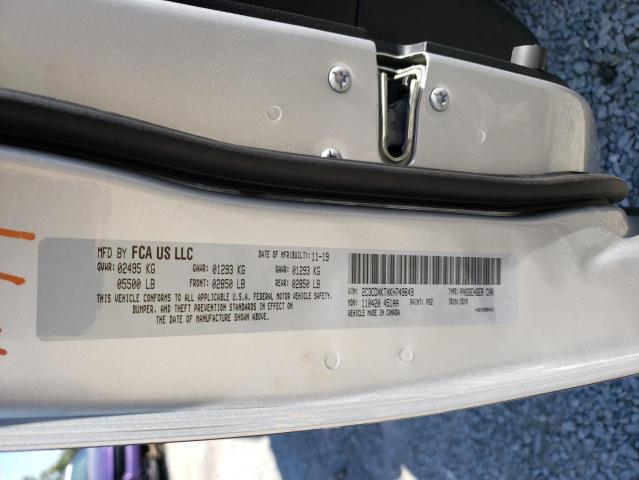 MFD BY FCA US LLC DATE OF MFR(BUILT): 11-19
GVWR: 02495 KG GAWR: 01293 KG GAWR: 01293 KG
05500 LB FRONT: 02850 LB REAR: 02850 LB
THIS VEHICLE CONFORMS TO ALL APPLICABLE U.S.A. FEDERAL MOTOR VEHICLE SAFETY,
BUMPER, AND THEFT PREVENTION STANDARDS IN EFFECT ON
THE DATE OF MANUFACTURE SHOWN ABOVE.
VIN: 2C3CDXKTXKH749649 TYPE: PASSENGER CAR
MDH: 110420 451AA PAINT: PS2 TRIM:
VEHICLE MADE IN CANADA